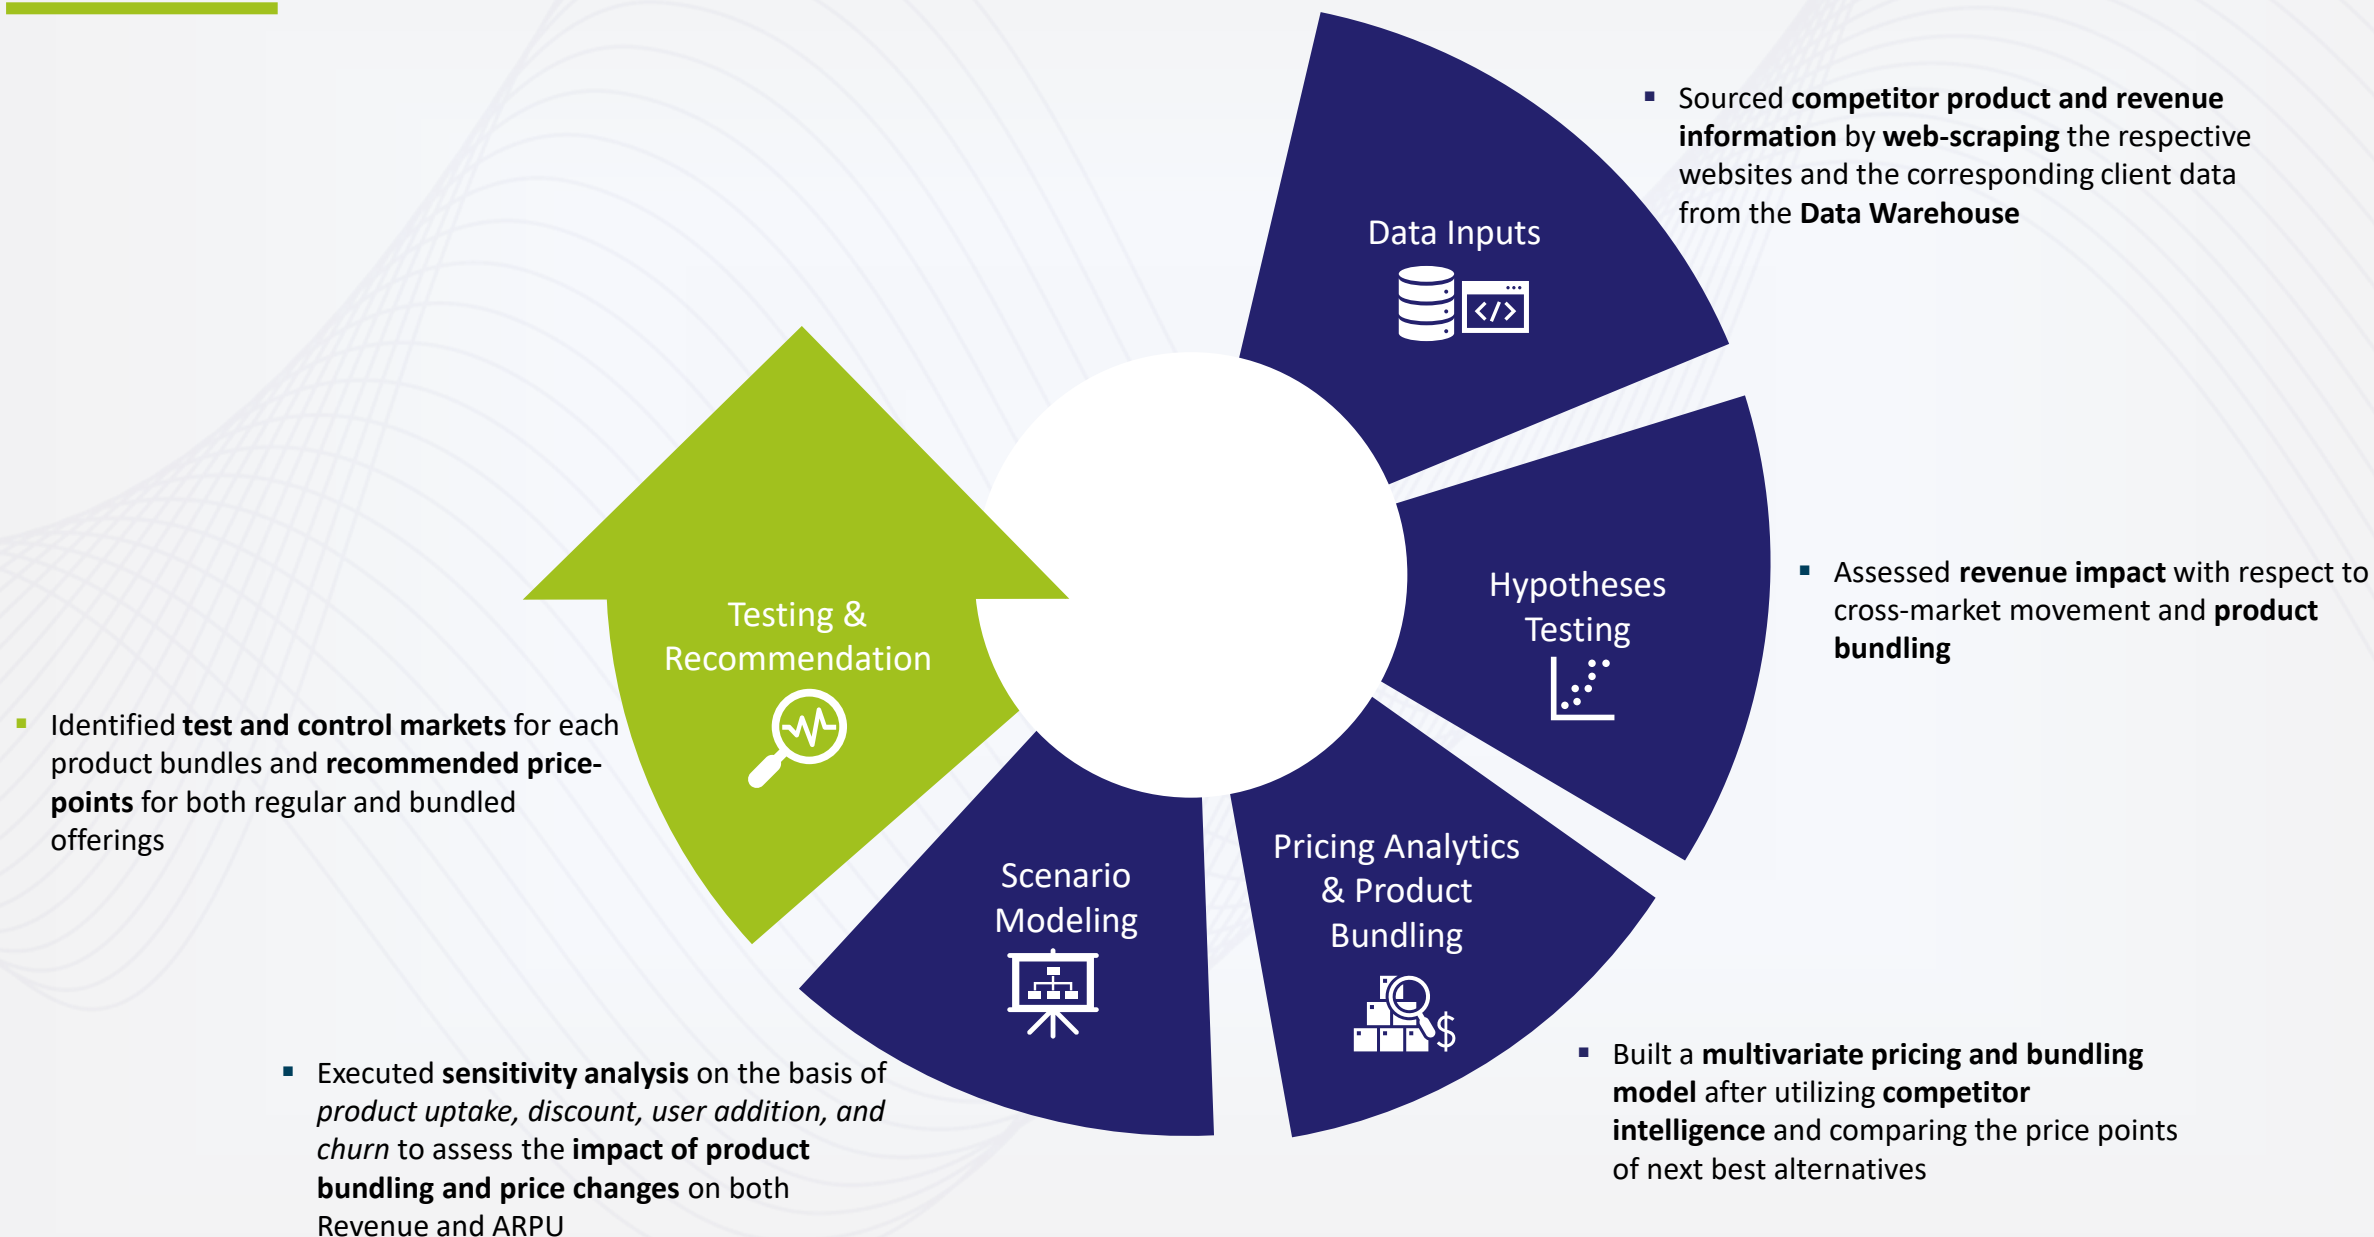 Data Inputs
</>
▪ Sourced competitor product and revenue
information by web-scraping the respective
websites and the corresponding client data
from the Data Warehouse
Hypotheses
Testing
▪ Assessed revenue impact with respect to
cross-market movement and product
bundling
Pricing Analytics
& Product
Bundling
$
▪ Built a multivariate pricing and bundling
model after utilizing competitor
intelligence and comparing the price points
of next best alternatives
Scenario
Modeling
▪ Executed sensitivity analysis on the basis of
product uptake, discount, user addition, and
churn to assess the impact of product
bundling and price changes on both
Revenue and ARPU
Testing &
Recommendation
▪ Identified test and control markets for each
product bundles and recommended price-
points for both regular and bundled
offerings